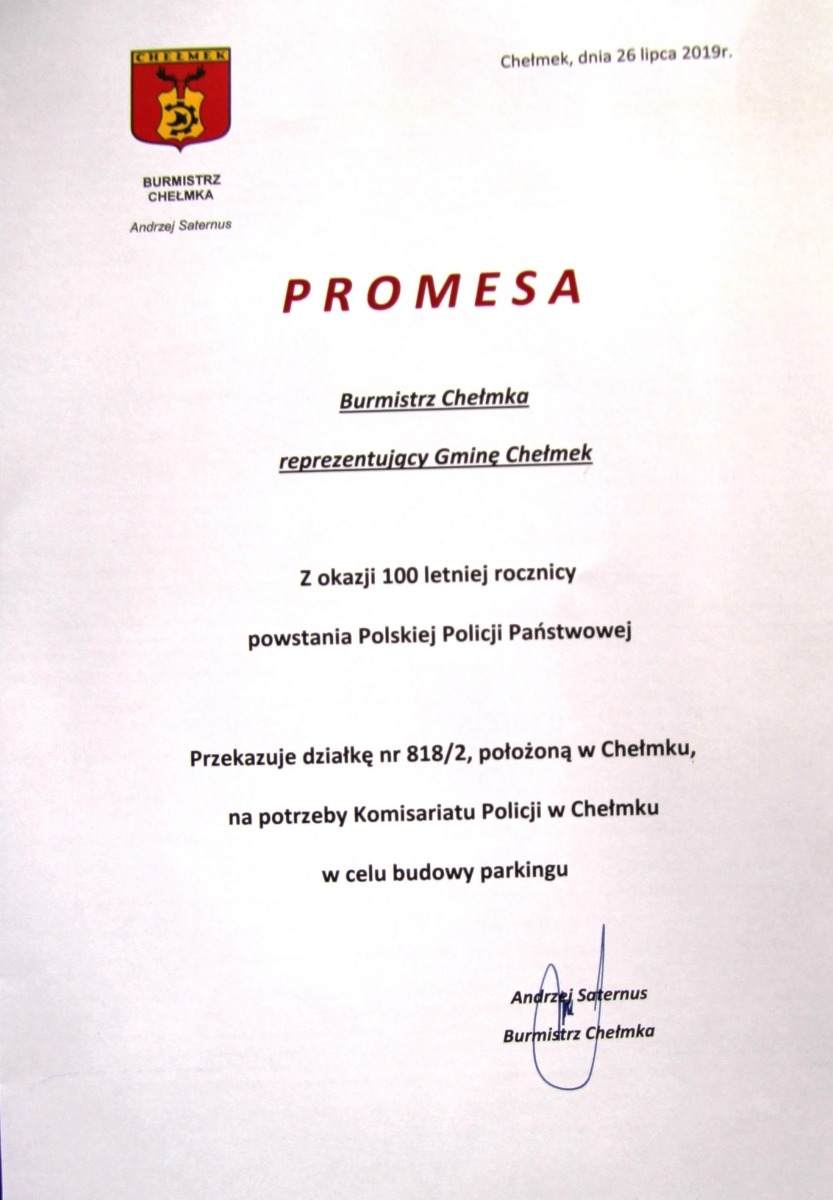 CHEŁMEK
Chełmek, dnia 26 lipca 2019r.
BURMISTRZ
CHEŁMKA
Andrzej Saternus
PROMESA
Burmistrz Chełmka
reprezentujący Gminę Chełmek
Z okazji 100 letniej rocznicy
powstania Polskiej Policji Państwowej
Przekazuje działkę nr 818/2, położoną w Chełmku,
na potrzeby Komisariatu Policji w Chełmku
w celu budowy parkingu
Andrzej Saternus
Burmistrz Chełmka